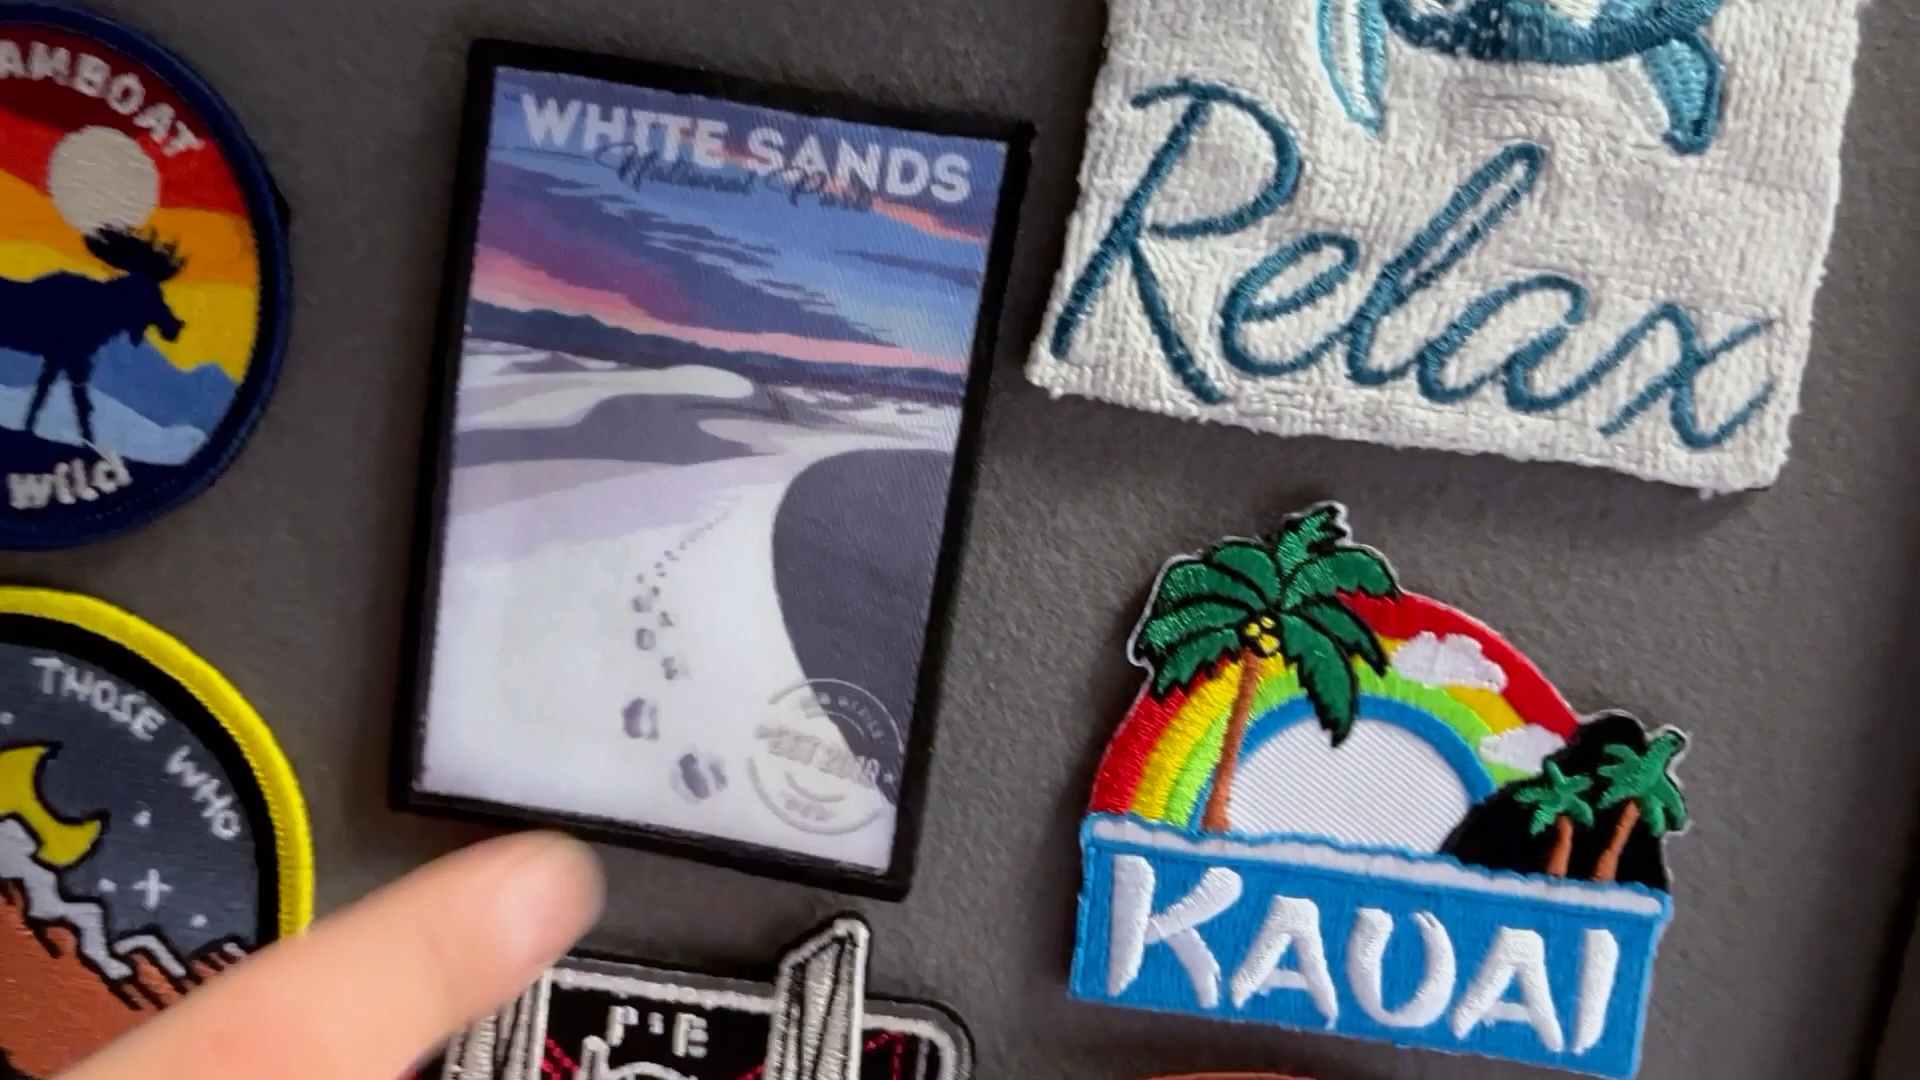 AMBOAT
wild
WHITE SANDS
National Park
EST 2019
Relax
THOSE WHO
KAUAI